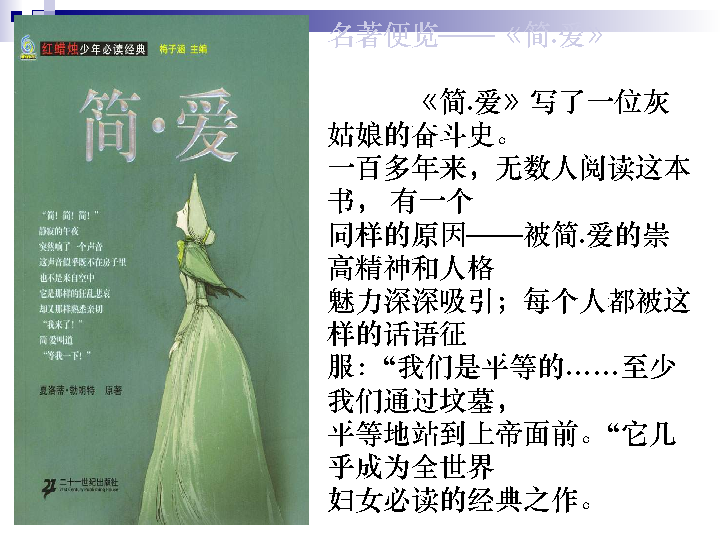 名著便览——《简.爱》
红蜡烛少年必读经典 梅子涵 主编
简·爱
“简！简！简！”
静寂的午夜
突然响了一个声音
这声音似乎既不在房子里
也不是来自空中
它是那样的狂乱悲哀
却又那样熟悉亲切
“我来了！”
简 爱叫道
“等我一下！”
夏洛蒂·勃朗特 原著
二十一世纪出版社
《简.爱》写了一位灰
姑娘的奋斗史。
一百多年来，无数人阅读这本
书， 有一个
同样的原因——被简.爱的崇
高精神和人格
魅力深深吸引；每个人都被这
样的话语征
服：“我们是平等的……至少
我们通过坟墓，
平等地站到上帝面前。“它几
乎成为全世界
妇女必读的经典之作。